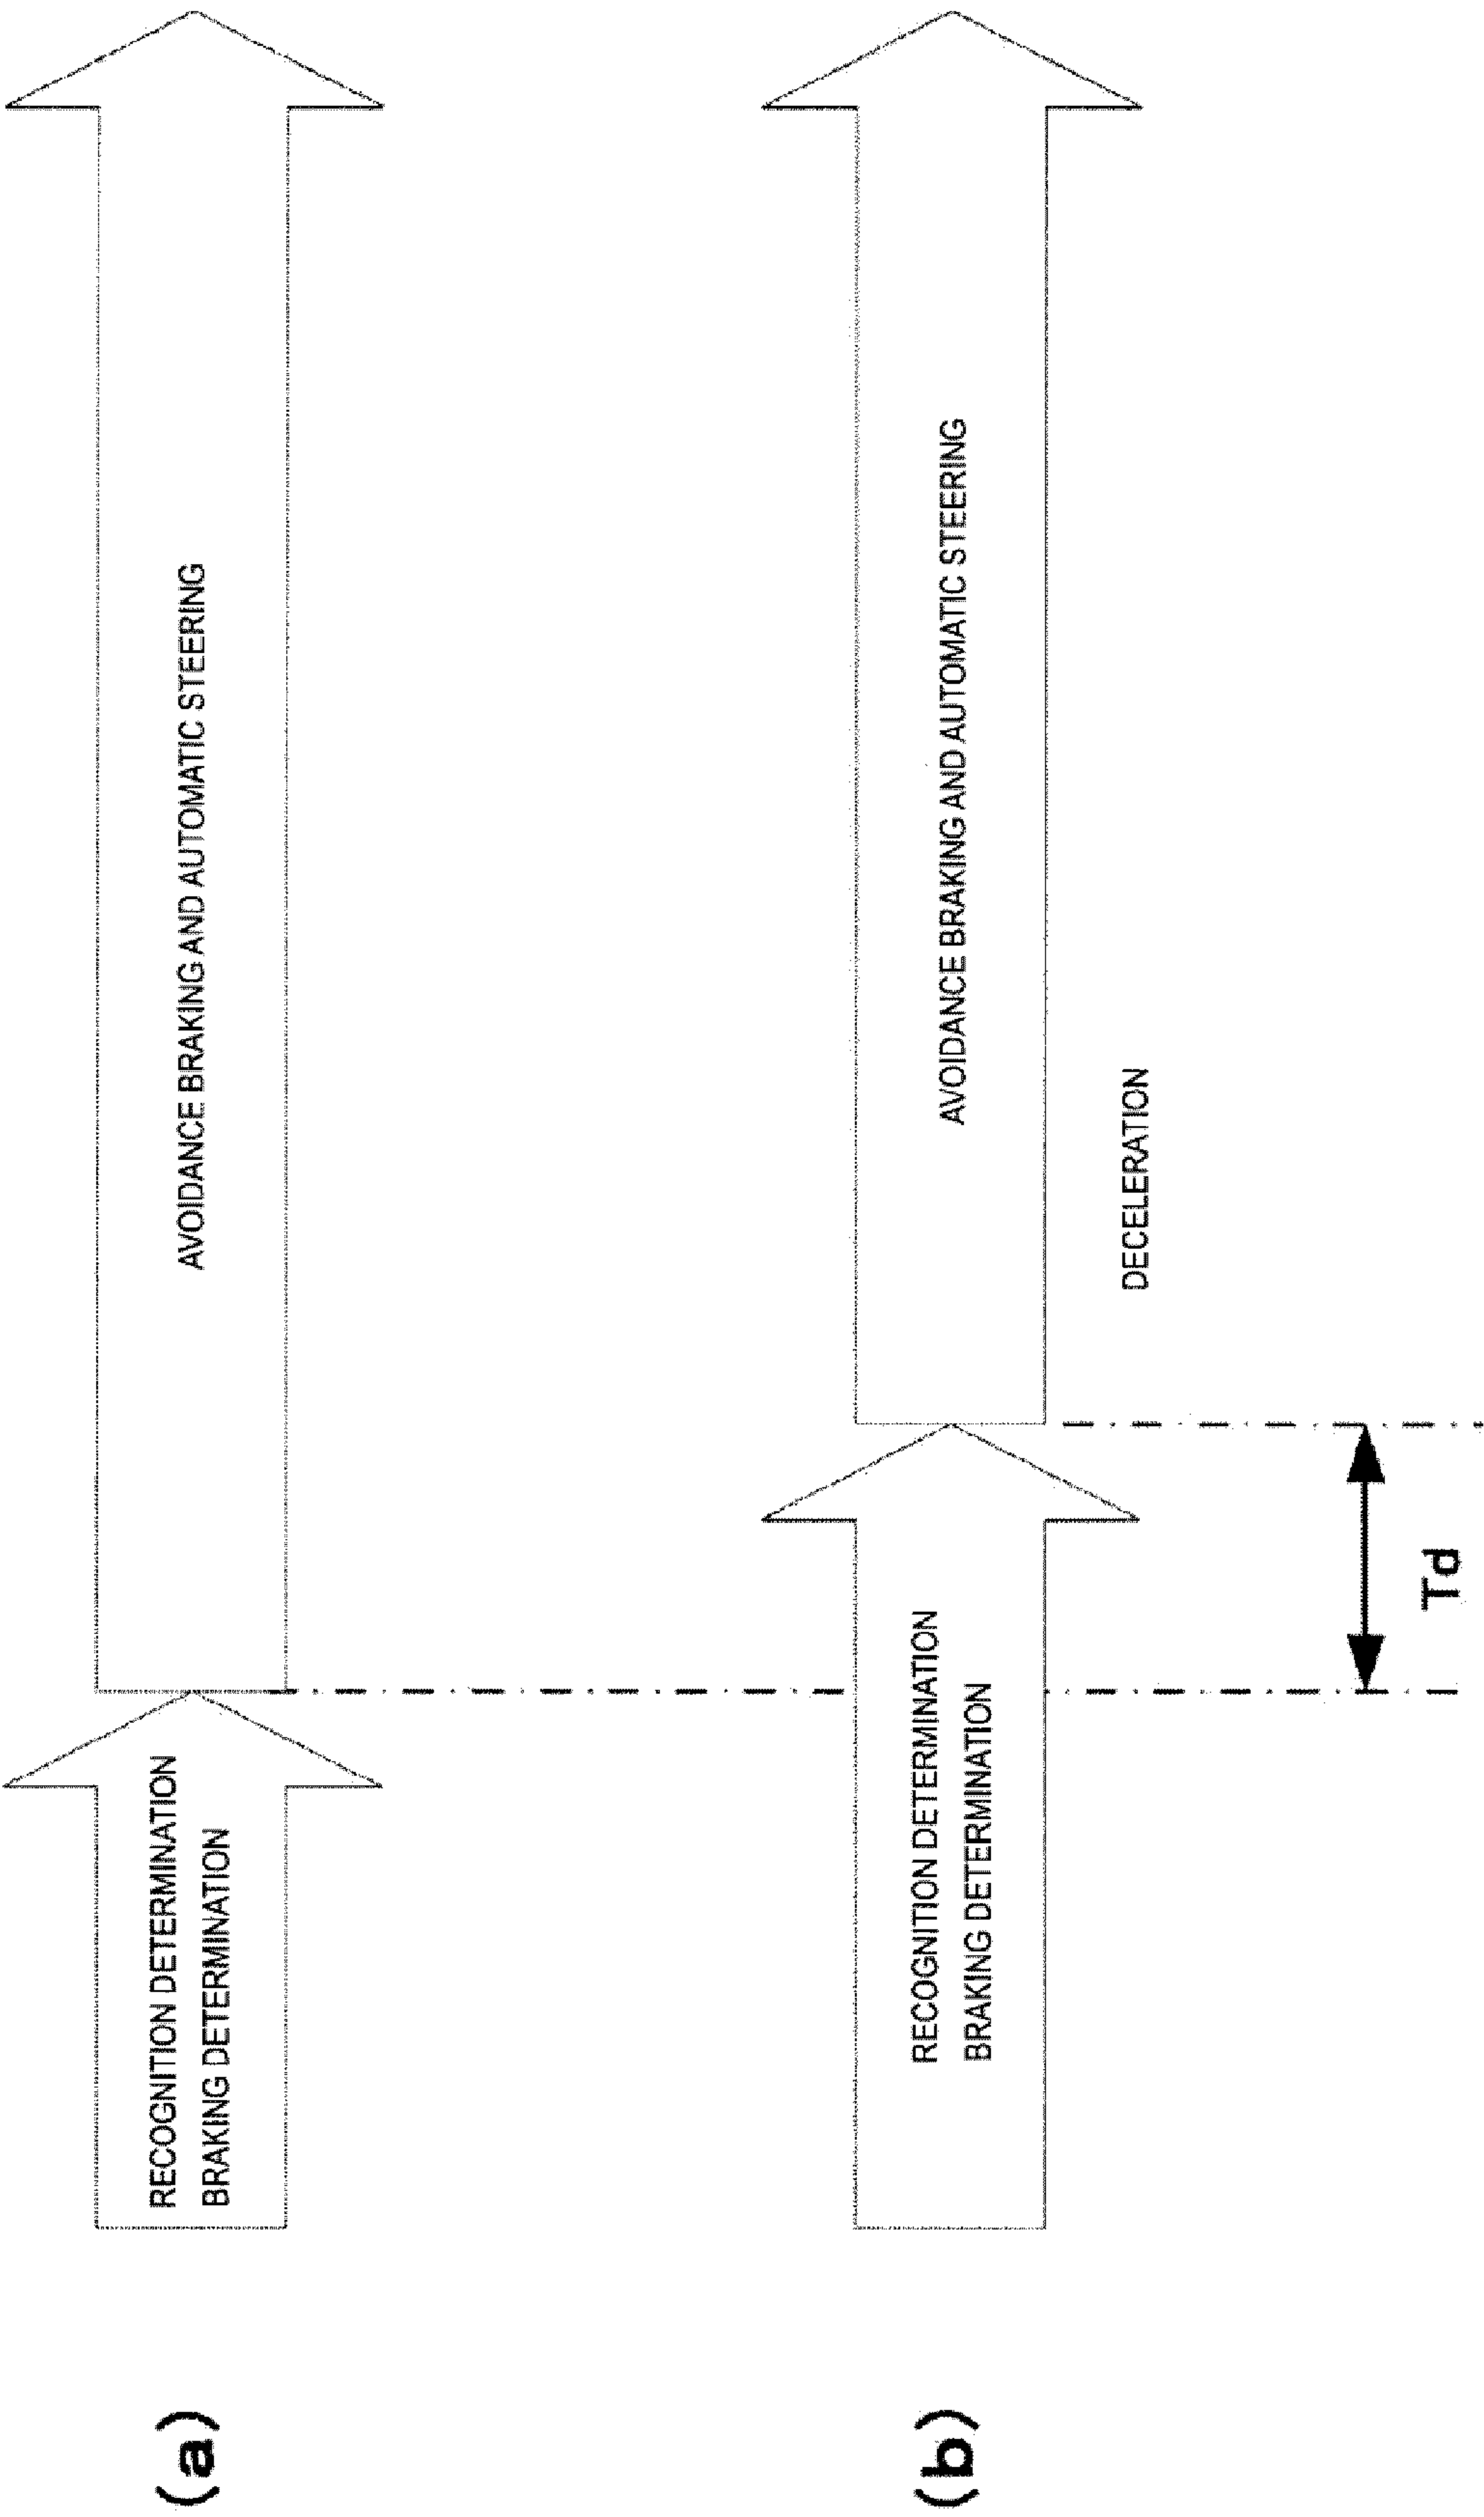 (a)
RECOGNITION DETERMINATION
BRAKING DETERMINATION
AVOIDANCE BRAKING AND AUTOMATIC STEERING
(b)
RECOGNITION DETERMINATION
BRAKING DETERMINATION
AVOIDANCE BRAKING AND AUTOMATIC STEERING
DECELERATION
Td